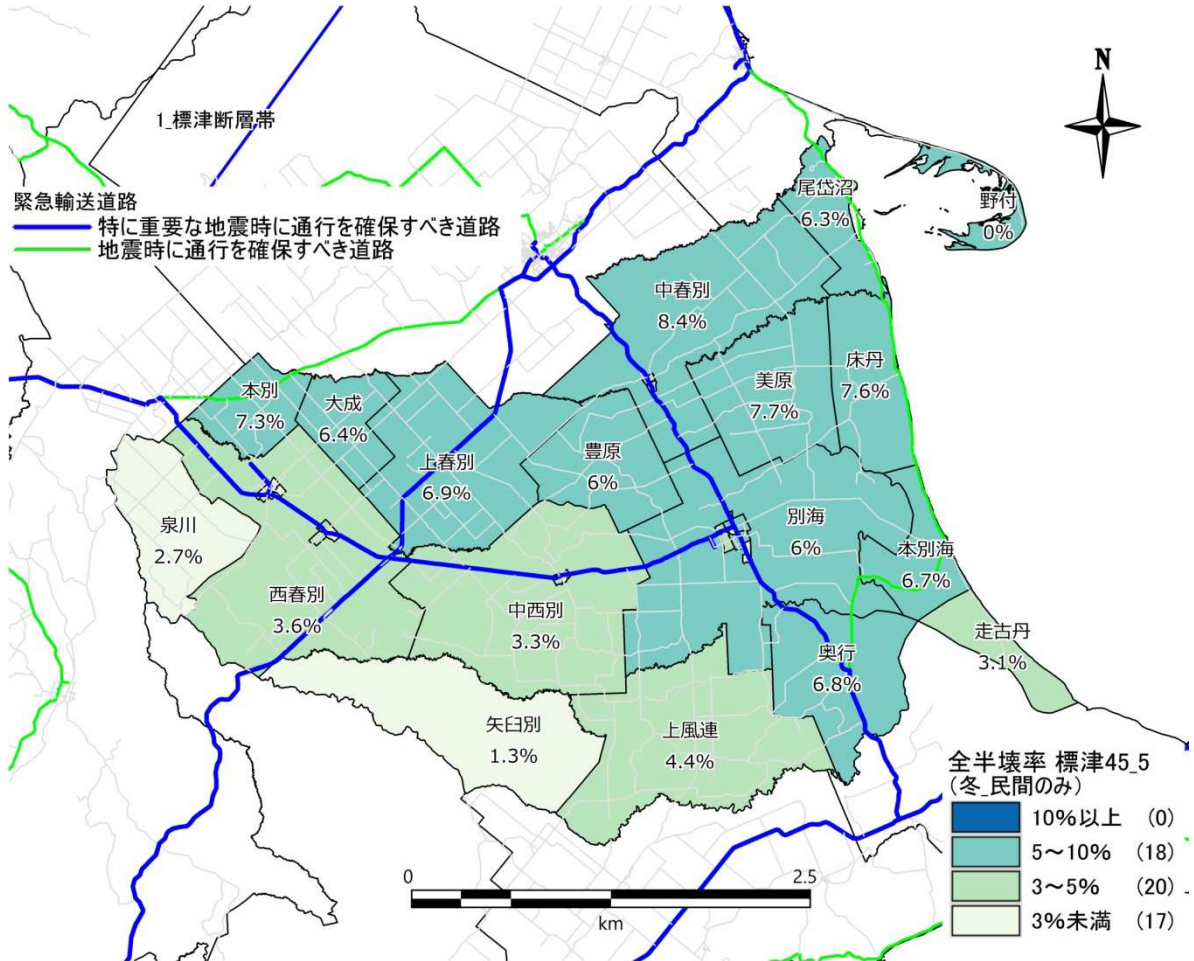 N
1_標津断層帯
緊急輸送道路
特に重要な地震時に通行を確保すべき道路
地震時に通行を確保すべき道路
尾岱沼
6.3%
野付
0%
中春別
8.4%
美原
7.7%
床丹
7.6%
本別
7.3%
大成
6.4%
上春別
6.9%
豊原
6%
別海
6%
本別海
6.7%
泉川
2.7%
西春別
3.6%
中西別
3.3%
走古丹
3.1%
奥行
6.8%
矢臼別
1.3%
上風連
4.4%
全半壊率 標津45_5
(冬_民間のみ)
10%以上 (0)
5～10% (18)
3～5% (20)
3%未満 (17)
0 2.5
km